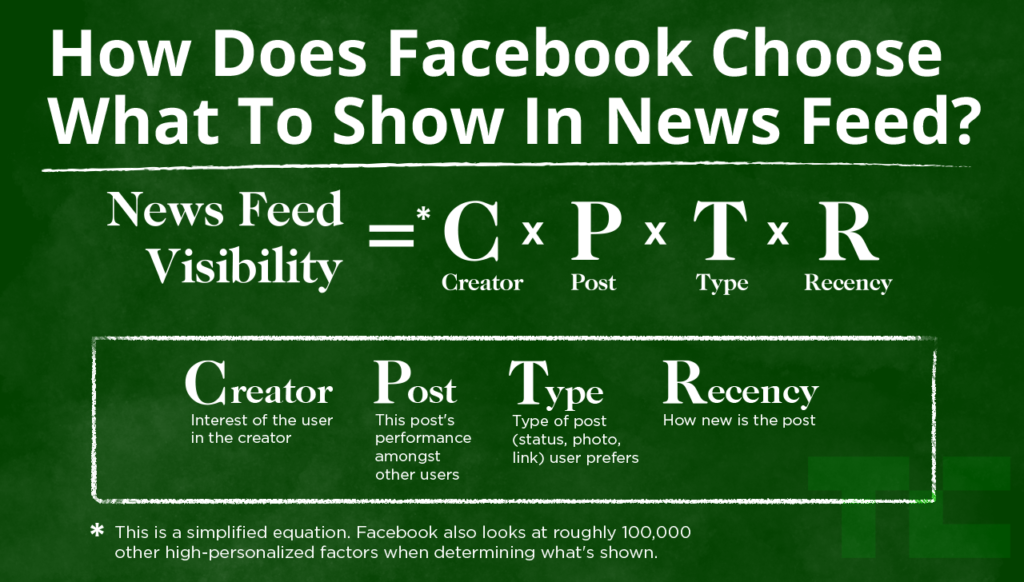 How Does Facebook Choose
What To Show In News Feed?
News Feed
Visibility
=* C x P x T x R
Creator Post Type Recency
Creator
Interest of the user
in the creator
Post
This post's
performance
amongst
other users
Type
Type of post
(status, photo,
link) user prefers
Recency
How new is the post
* This is a simplified equation. Facebook also looks at roughly 100,000
other high-personalized factors when determining what's shown.
TC